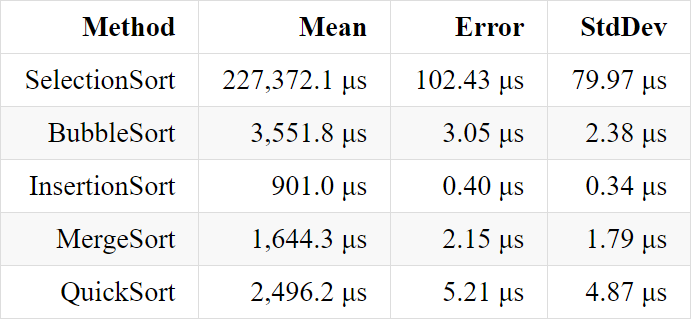 Method Mean Error StdDev
SelectionSort 227,372.1 μs 102.43 μs 79.97 μs
BubbleSort 3,551.8 μs 3.05 μs 2.38 μs
InsertionSort 901.0 μs 0.40 μs 0.34 μs
MergeSort 1,644.3 μs 2.15 μs 1.79 μs
QuickSort 2,496.2 μs 5.21 μs 4.87 μs